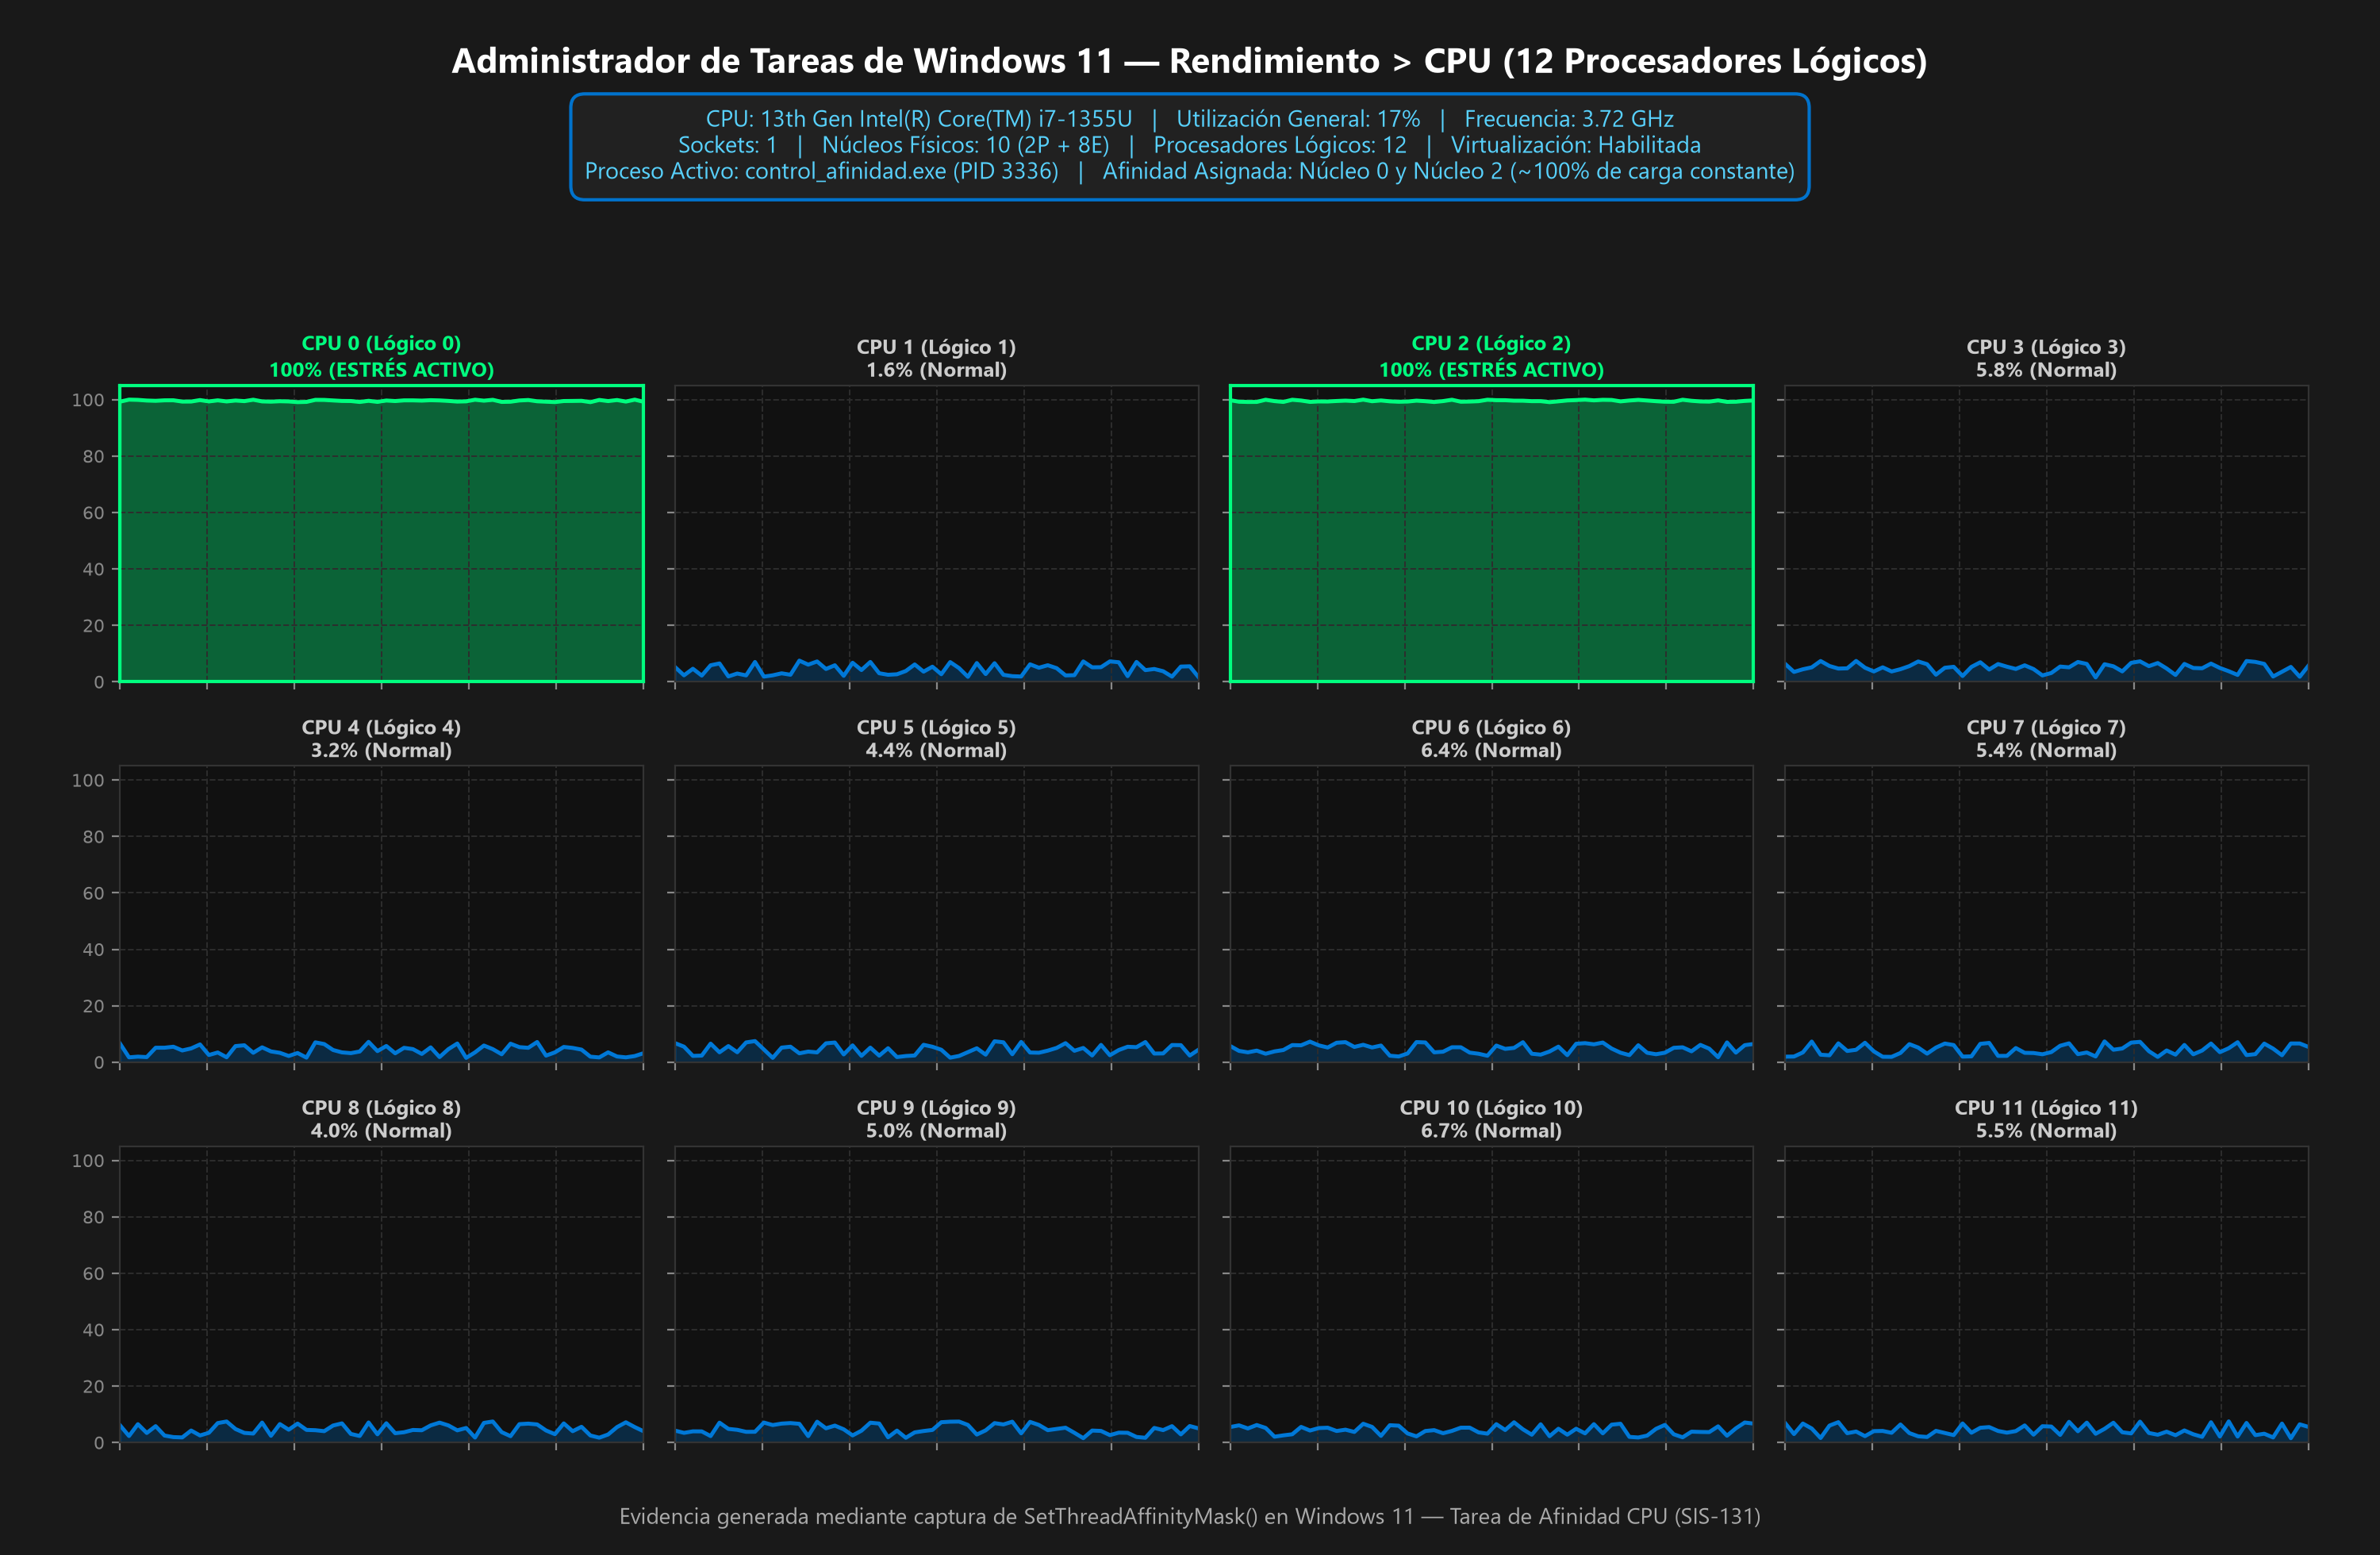 Administrador de Tareas de Windows 11 — Rendimiento > CPU (12 Procesadores Lógicos)
CPU: 13th Gen Intel(R) Core(TM) i7-1355U | Utilización General: 17% | Frecuencia: 3.72 GHz
Sockets: 1 | Núcleos Físicos: 10 (2P + 8E) | Procesadores Lógicos: 12 | Virtualización: Habilitada
Proceso Activo: control_afinidad.exe (PID 3336) | Afinidad Asignada: Núcleo 0 y Núcleo 2 (~100% de carga constante)
CPU 0 (Lógico 0)
100% (ESTRÉS ACTIVO)
100
80
60
40
20
0
CPU 1 (Lógico 1)
1.6% (Normal)
CPU 2 (Lógico 2)
100% (ESTRÉS ACTIVO)
CPU 3 (Lógico 3)
5.8% (Normal)
CPU 4 (Lógico 4)
3.2% (Normal)
100
80
60
40
20
0
CPU 5 (Lógico 5)
4.4% (Normal)
CPU 6 (Lógico 6)
6.4% (Normal)
CPU 7 (Lógico 7)
5.4% (Normal)
CPU 8 (Lógico 8)
4.0% (Normal)
100
80
60
40
20
0
CPU 9 (Lógico 9)
5.0% (Normal)
CPU 10 (Lógico 10)
6.7% (Normal)
CPU 11 (Lógico 11)
5.5% (Normal)
Evidencia generada mediante captura de SetThreadAffinityMask() en Windows 11 — Tarea de Afinidad CPU (SIS-131)